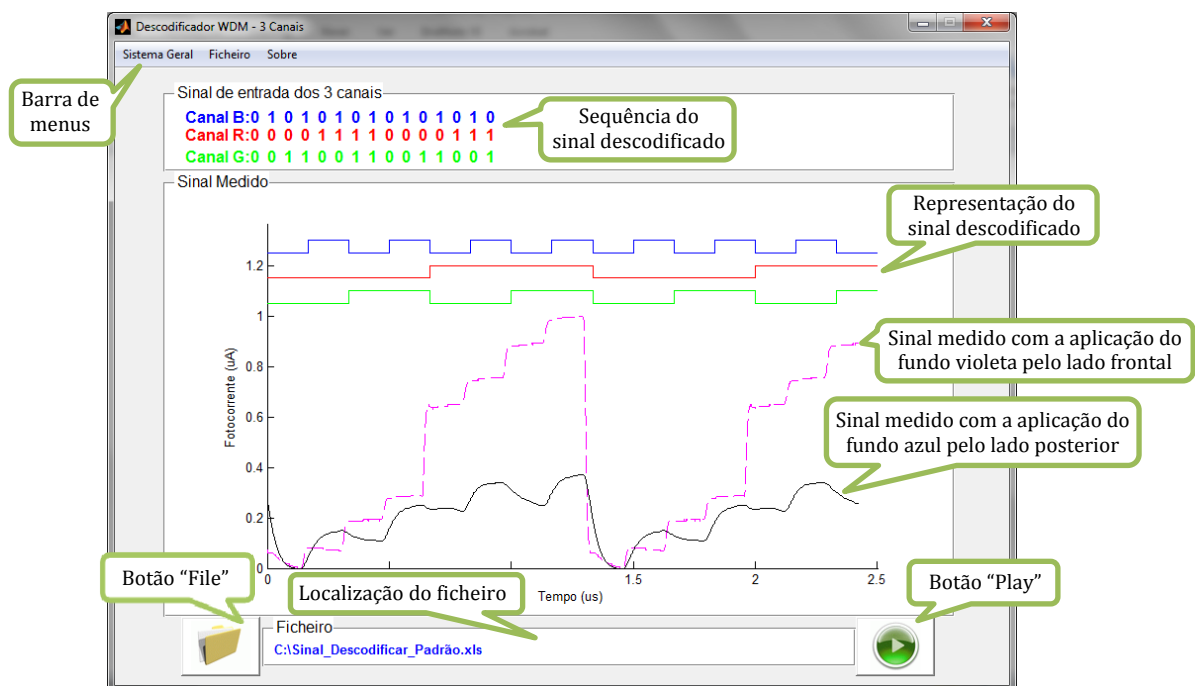 Descodificador WDM - 3 Canais
Sistema Geral Ficheiro Sobre
Barra de
menus
Sinal de entrada dos 3 canais
Canal B:0 1 0 1 0 1 0 1 0 1 0 1 0 1 0
Canal R:0 0 0 0 1 1 1 1 0 0 0 0 1 1 1
Canal G:0 0 1 1 0 0 1 1 0 0 1 1 0 0 1
Sequência do
sinal descodificado
Sinal Medido
Representação do
sinal descodificado
1.2
1
0.8
0.6
0.4
0.2
0
Fotocorrente (uA)
Sinal medido com a aplicação do
fundo violeta pelo lado frontal
Sinal medido com a aplicação do
fundo azul pelo lado posterior
0
1.5
2
2.5
Tempo (us)
Botão “File”
Localização do ficheiro
Botão “Play”
Ficheiro
C:\Sinal_Descodificar_Padrão.xls